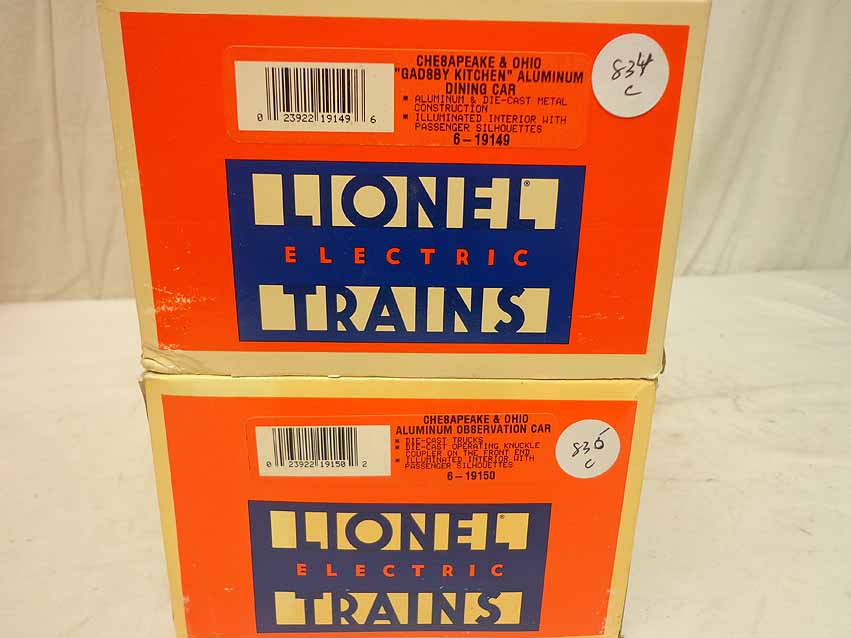 CHESAPEAKE & OHIO
"GADSBY KITCHEN" ALUMINUM
DINING CAR
▪ ALUMINUM & DIE-CAST METAL
CONSTRUCTION
▪ ILLUMINATED INTERIOR WITH
PASSENGER SILHOUETTES
6-19149
0 23922 19149 6
834
C
LIONEL®
ELECTRIC
TRAINS
CHESAPEAKE & OHIO
ALUMINUM OBSERVATION CAR
▪ DIE-CAST TRUCKS
▪ DIE-CAST OPERATING KNUCKLE
COUPLER ON THE FRONT END
▪ ILLUMINATED INTERIOR WITH
PASSENGER SILHOUETTES
6-19150
0 23922 19150 2
836
C
LIONEL®
ELECTRIC
TRAINS